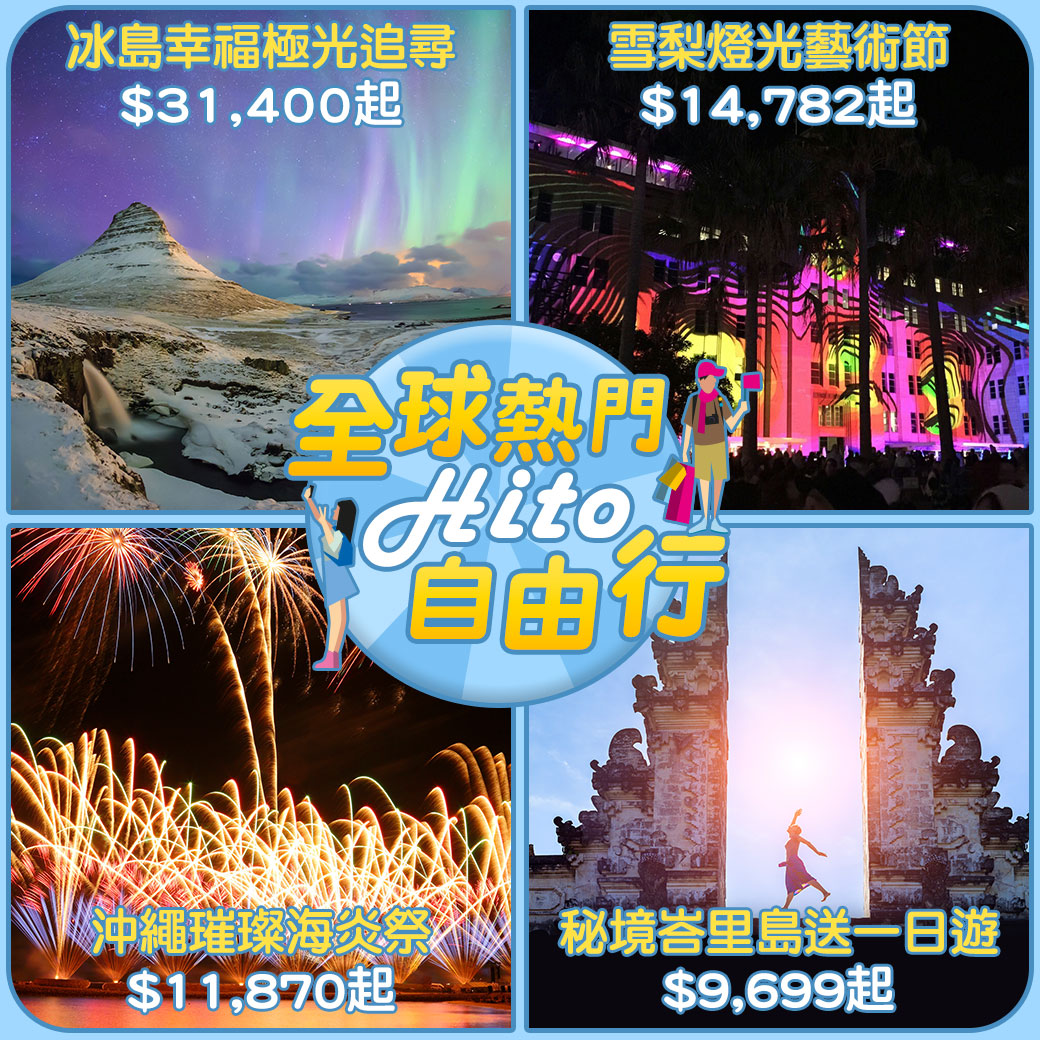 冰島幸福極光追尋
$31,400起
雪梨燈光藝術節
$14,782起
全球熱門
Hito
自由行
沖繩璀璨海炎祭
$11,870起
秘境峇里島送一日遊
$9,699起